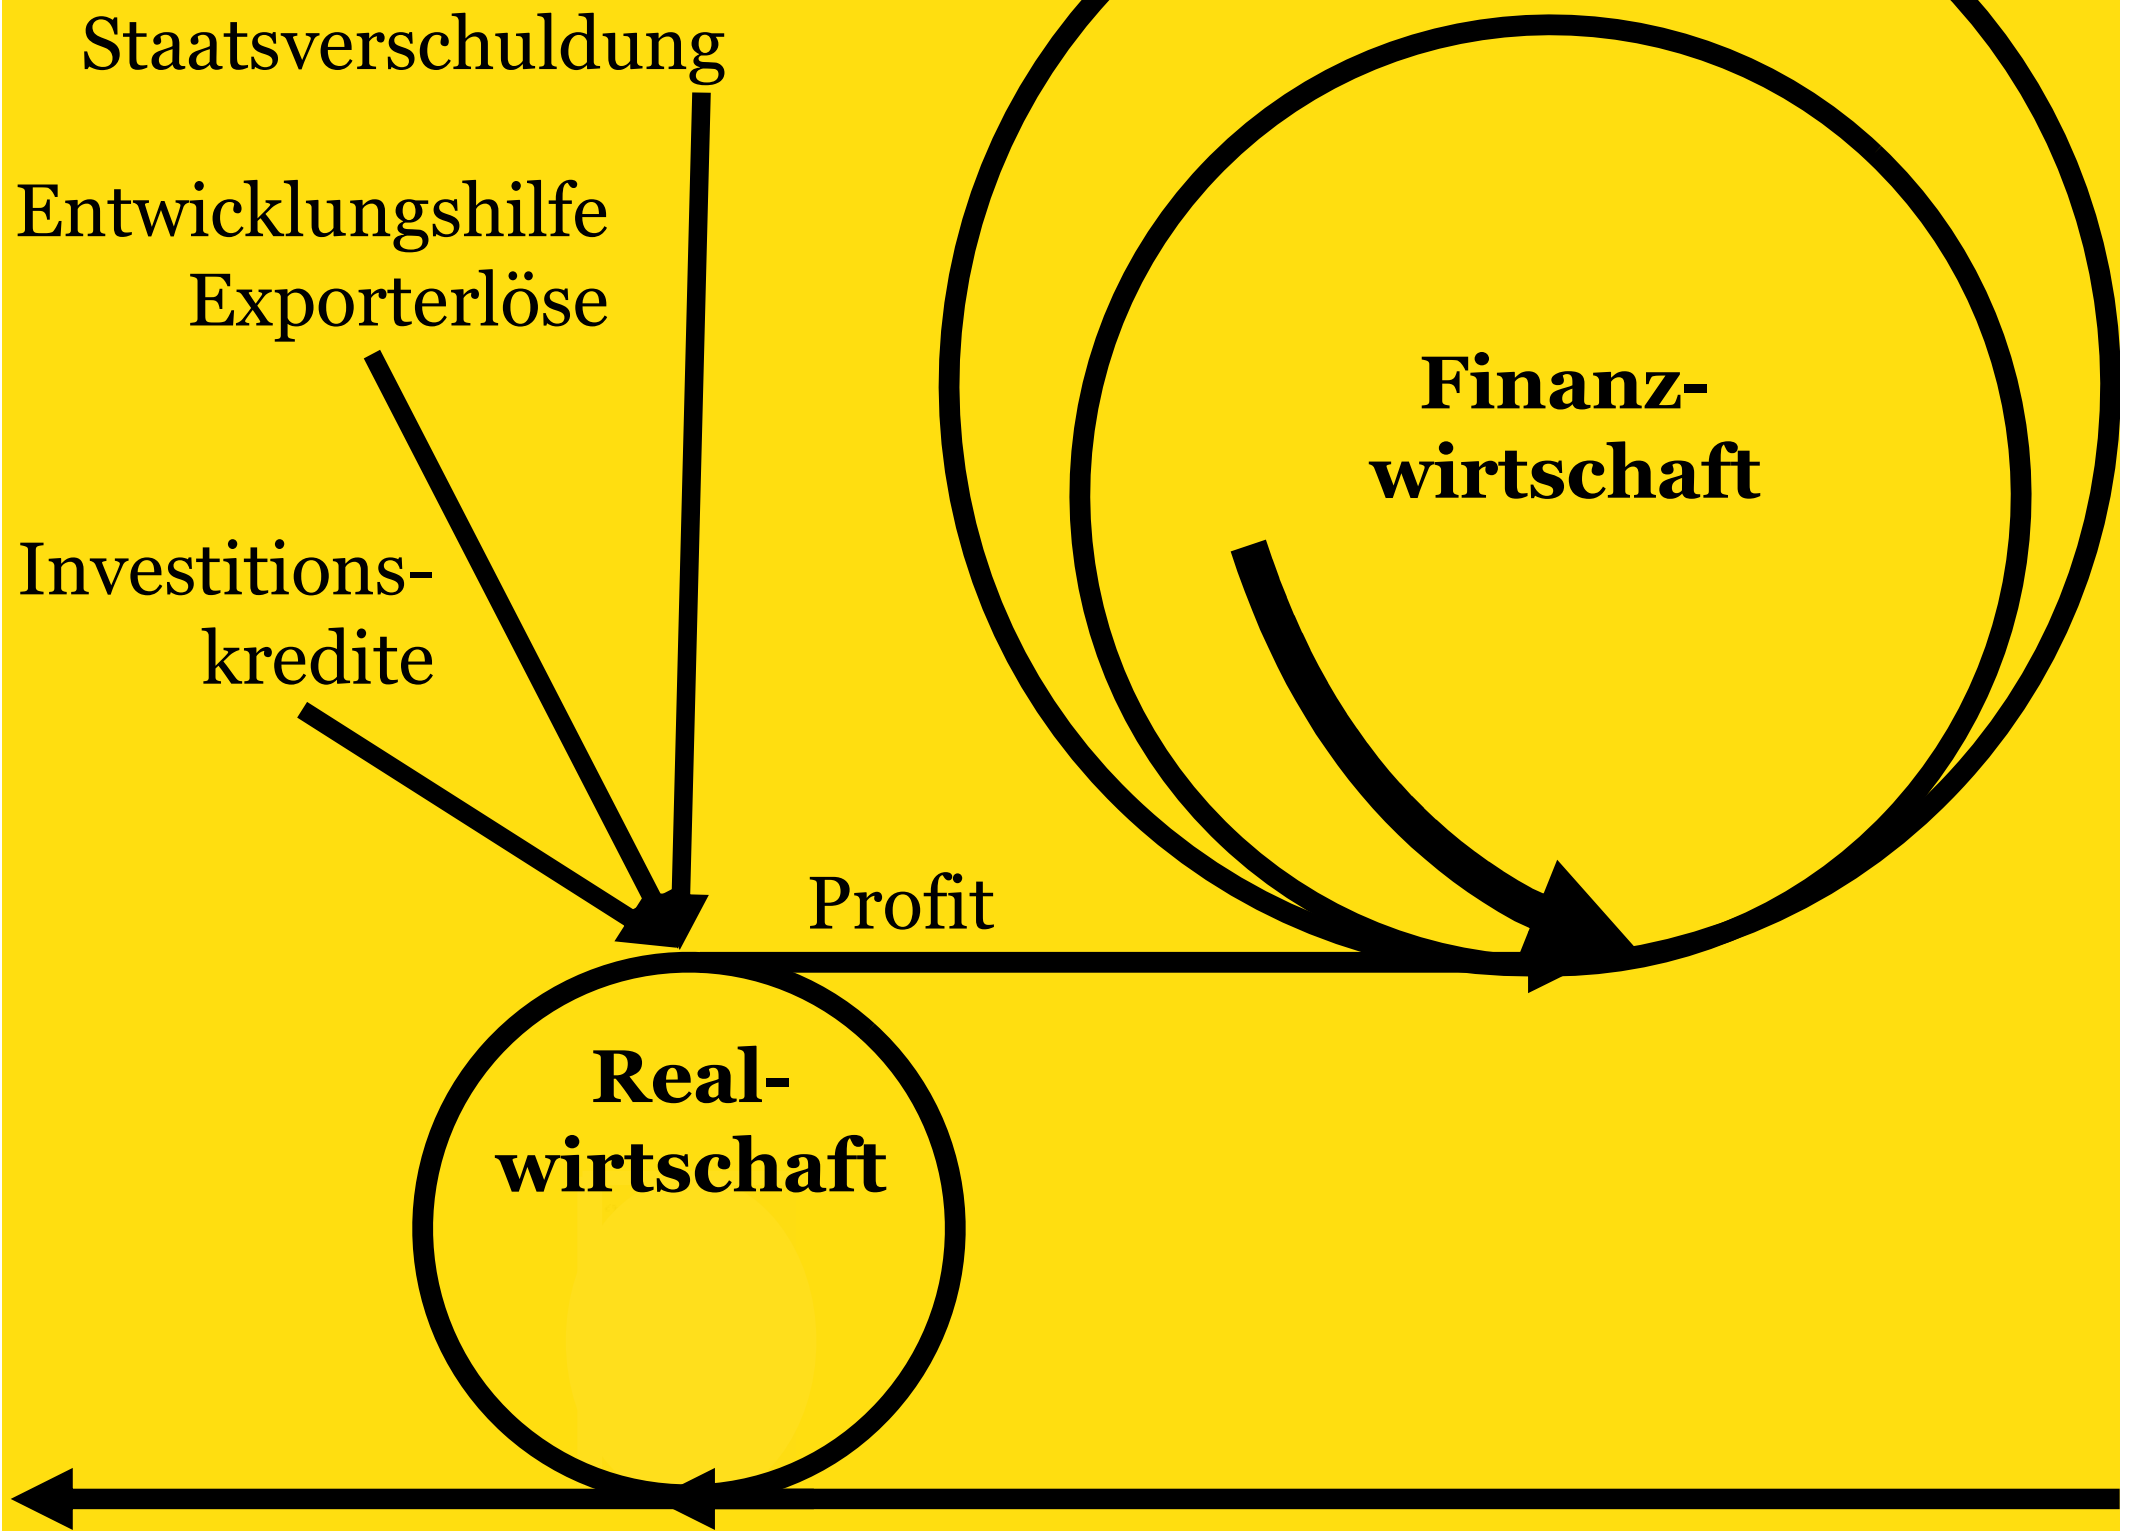 Staatsverschuldung
Entwicklungshilfe
Exporterlöse
Finanz-
wirtschaft
Investitions-
kredite
Profit
Real-
wirtschaft